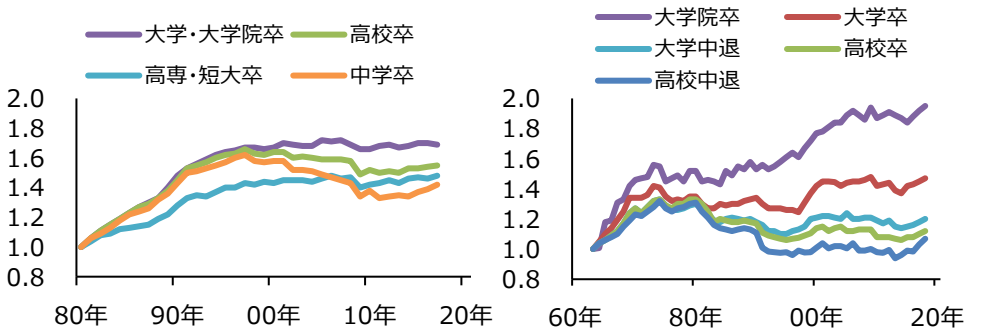 大学・大学院卒 高校卒
高専・短大卒 中学卒
2.0
1.8
1.6
1.4
1.2
1.0
0.8
80年 90年 00年 10年 20年
大学院卒 大学卒
大学中退 高校卒
高校中退
2.0
1.8
1.6
1.4
1.2
1.0
0.8
60年 80年 00年 20年